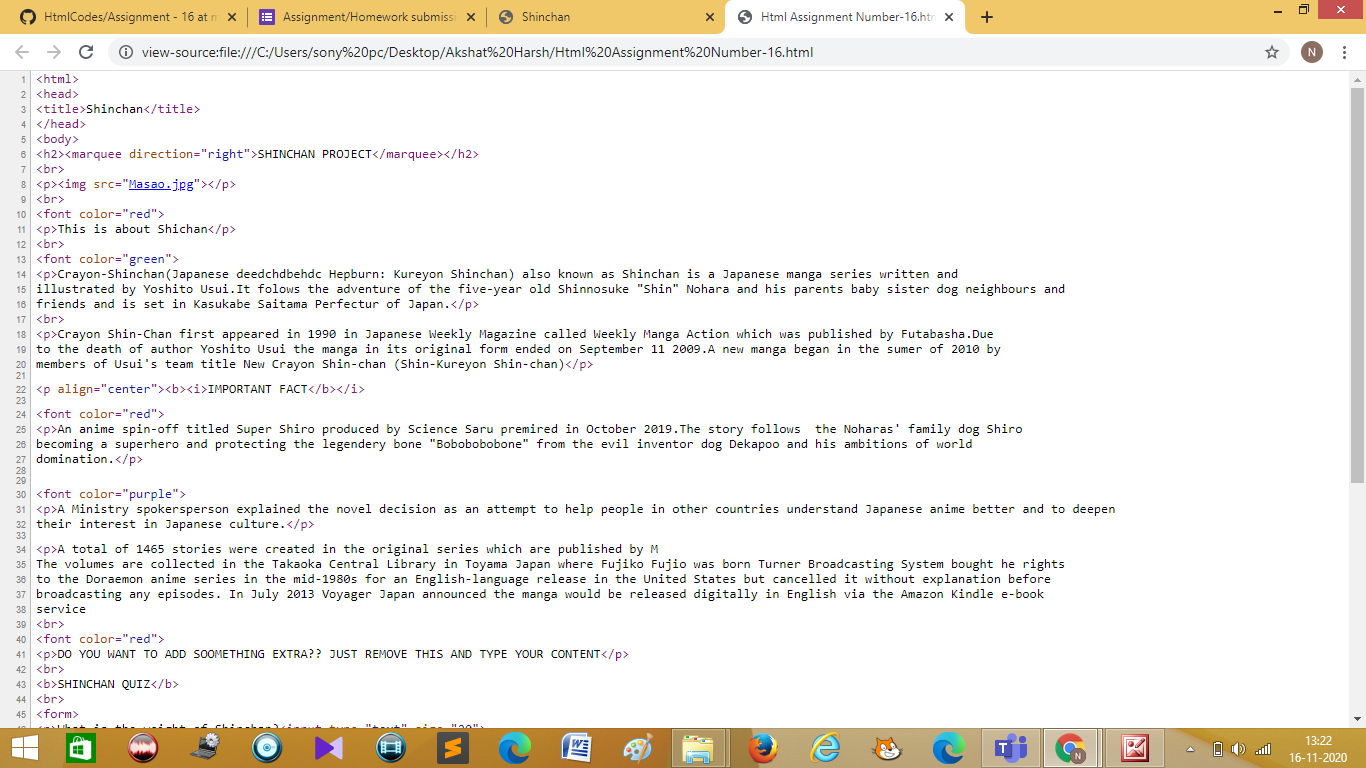 HtmlCodes/Assignment - 16 at m
Assignment/Homework submissi
Shinchan
Html Assignment Number-16.htm
view-source:file:///C:/Users/sony%20pc/Desktop/Akshat%20Harsh/Html%20Assignment%20Number-16.html
N
1 <html>
2 <head>
3 <title>Shinchan</title>
4 </head>
5 <body>
6 <h2><marquee direction="right">SHINCHAN PROJECT</marquee></h2>
7 <br>
8 <p><img src="Masao.jpg"></p>
9 <br>
10 <font color="red">
11 <p>This is about Shichan</p>
12 <br>
13 <font color="green">
14 <p>Crayon-Shinchan(Japanese deedchdbehdc Hepburn: Kureyon Shinchan) also known as Shinchan is a Japanese manga series written and
15 illustrated by Yoshito Usui.It folows the adventure of the five-year old Shinnosuke "Shin" Nohara and his parents baby sister dog neighbours and
16 friends and is set in Kasukabe Saitama Perfectur of Japan.</p>
17 <br>
18 <p>Crayon Shin-Chan first appeared in 1990 in Japanese Weekly Magazine called Weekly Manga Action which was published by Futabasha.Due
19 to the death of author Yoshito Usui the manga in its original form ended on September 11 2009.A new manga began in the sumer of 2010 by
20 members of Usui's team title New Crayon Shin-chan (Shin-Kureyon Shin-chan)</p>
21
22 <p align="center"><b><i>IMPORTANT FACT</b></i>
23
24 <font color="red">
25 <p>An anime spin-off titled Super Shiro produced by Science Saru premired in October 2019.The story follows  the Noharas' family dog Shiro
26 becoming a superhero and protecting the legendery bone "Bobobobobone" from the evil inventor dog Dekapoo and his ambitions of world
27 domination.</p>
28
29
30 <font color="purple">
31 <p>A Ministry spokersperson explained the novel decision as an attempt to help people in other countries understand Japanese anime better and to deepen
32 their interest in Japanese culture.</p>
33
34 <p>A total of 1465 stories were created in the original series which are published by M
35 The volumes are collected in the Takaoka Central Library in Toyama Japan where Fujiko Fujio was born Turner Broadcasting System bought he rights
36 to the Doraemon anime series in the mid-1980s for an English-language release in the United States but cancelled it without explanation before
37 broadcasting any episodes. In July 2013 Voyager Japan announced the manga would be released digitally in English via the Amazon Kindle e-book
38 service
39 <br>
40 <font color="red">
41 <p>DO YOU WANT TO ADD SOOMETHING EXTRA?? JUST REMOVE THIS AND TYPE YOUR CONTENT</p>
42 <br>
43 <b>SHINCHAN QUIZ</b>
44 <br>
45 <form>
13:22
16-11-2020